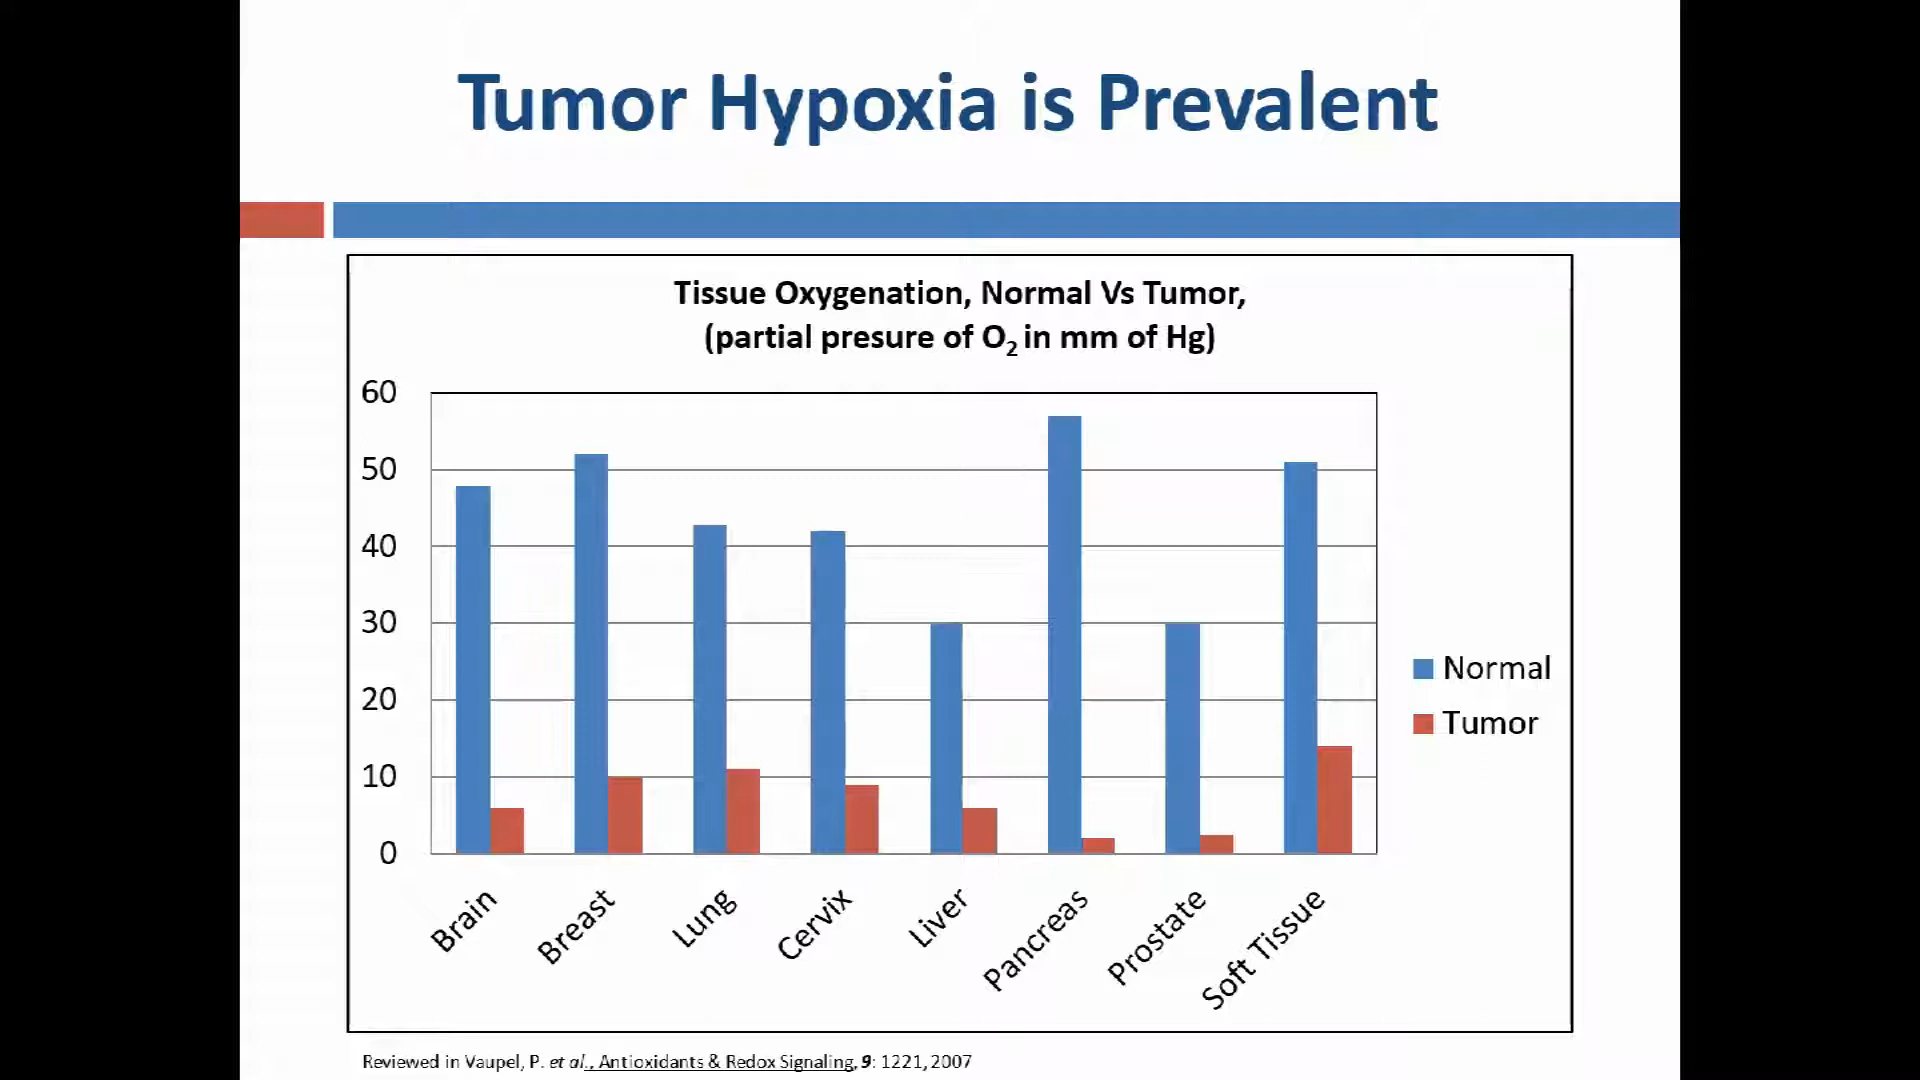 Tumor Hypoxia is Prevalent
Tissue Oxygenation, Normal Vs Tumor,
(partial presure of O2 in mm of Hg)
60
50
40
30
20
10
0
Normal
Tumor
Brain
Breast
Lung
Cervix
Liver
Pancreas
Prostate
Soft Tissue
Reviewed in Vaupel, P. et al., Antioxidants & Redox Signaling, 9: 1221, 2007